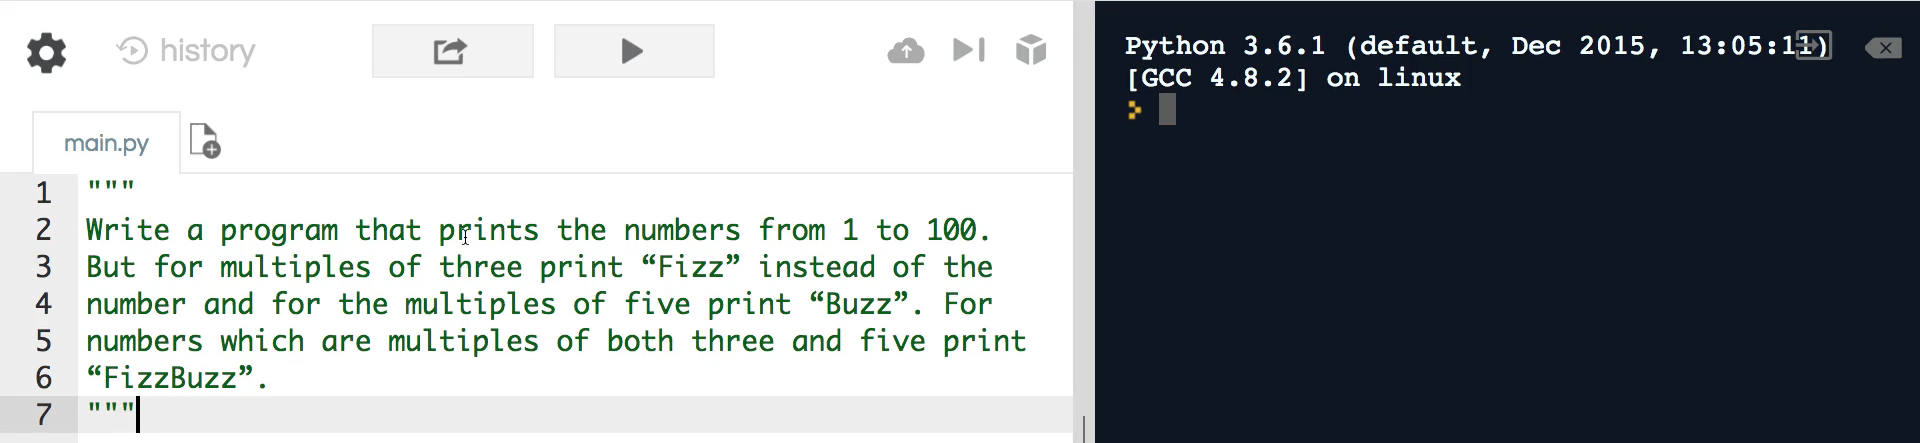 history
main.py
1 """
2 Write a program that prints the numbers from 1 to 100.
3 But for multiples of three print “Fizz” instead of the
4 number and for the multiples of five print “Buzz”. For
5 numbers which are multiples of both three and five print
6 “FizzBuzz”.
7 """
Python 3.6.1 (default, Dec 2015, 13:05:11)
[GCC 4.8.2] on linux